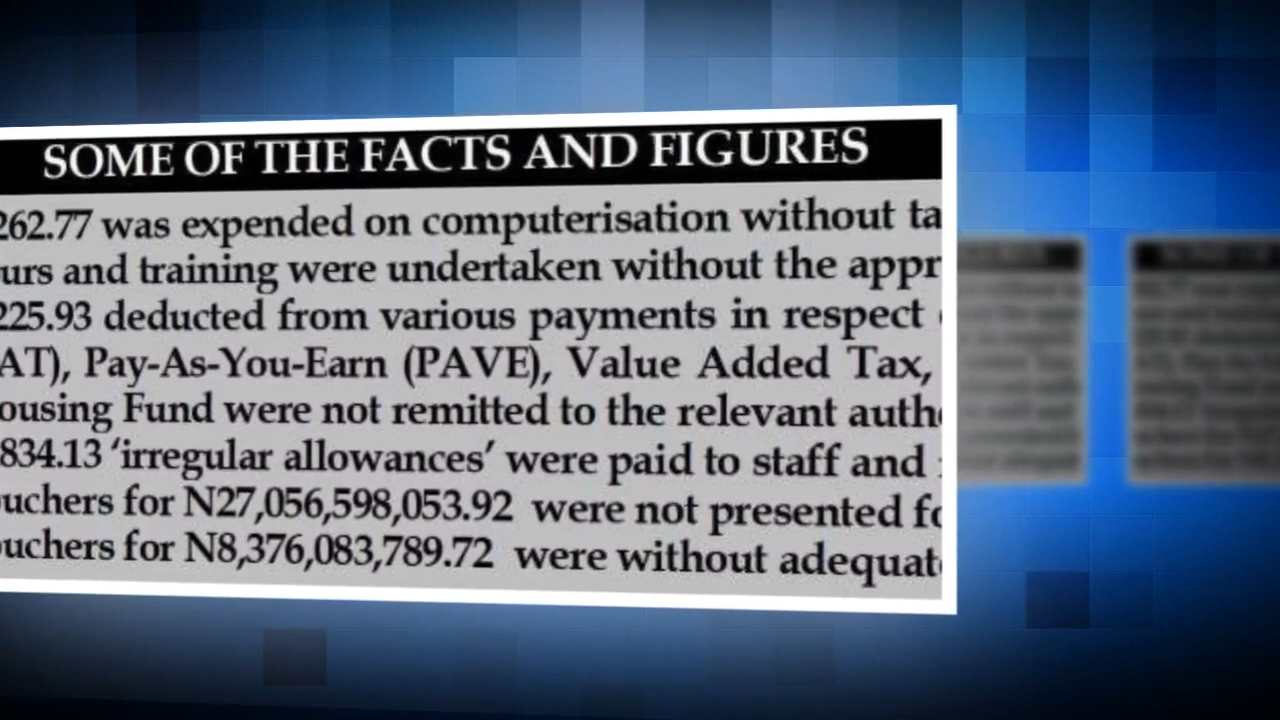 SOME OF THE FACTS AND FIGURES
262.77 was expended on computerisation without ta
urs and training were undertaken without the appr
225.93 deducted from various payments in respect
AT), Pay-As-You-Earn (PAVE), Value Added Tax,
ousing Fund were not remitted to the relevant auth
834.13 ‘irregular allowances’ were paid to staff and
uchers for N27,056,598,053.92 were not presented fo
uchers for N8,376,083,789.72 were without adequat